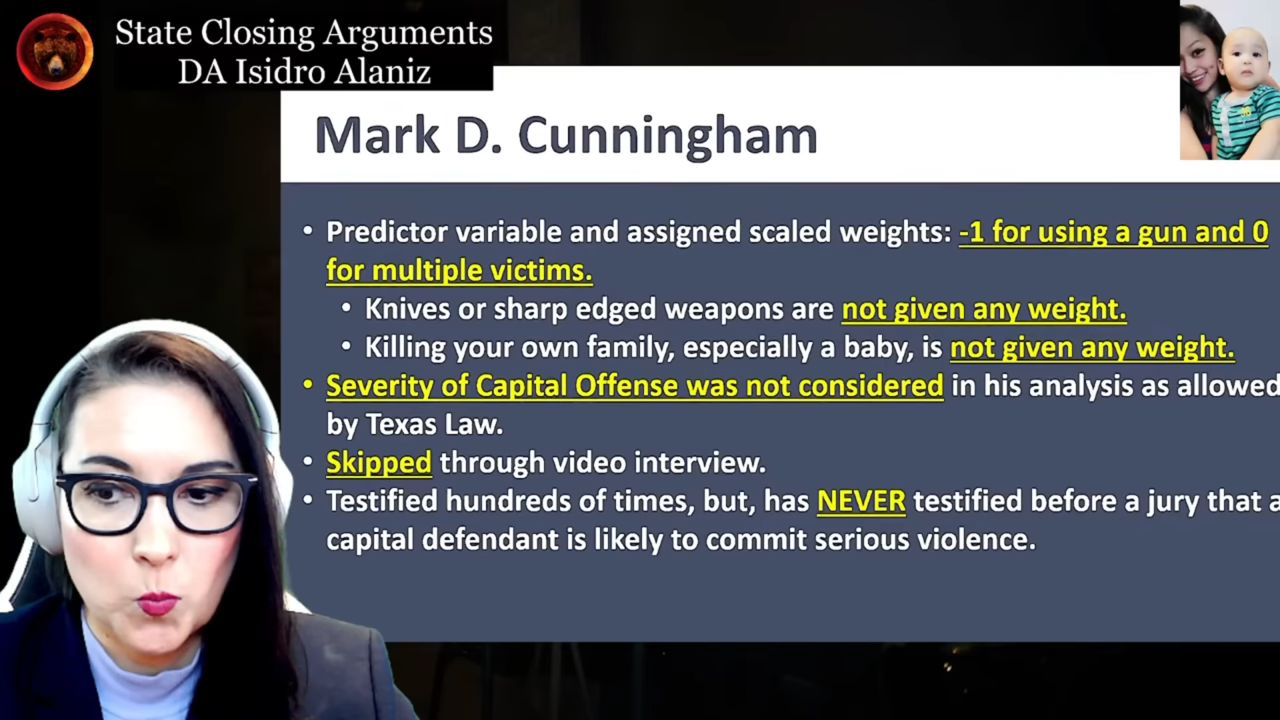 State Closing Arguments
DA Isidro Alaniz
Mark D. Cunningham
• Predictor variable and assigned scaled weights: -1 for using a gun and 0
for multiple victims.
• Knives or sharp edged weapons are not given any weight.
• Killing your own family, especially a baby, is not given any weight.
• Severity of Capital Offense was not considered in his analysis as allowed
by Texas Law.
• Skipped through video interview.
• Testified hundreds of times, but, has NEVER testified before a jury that a
capital defendant is likely to commit serious violence.